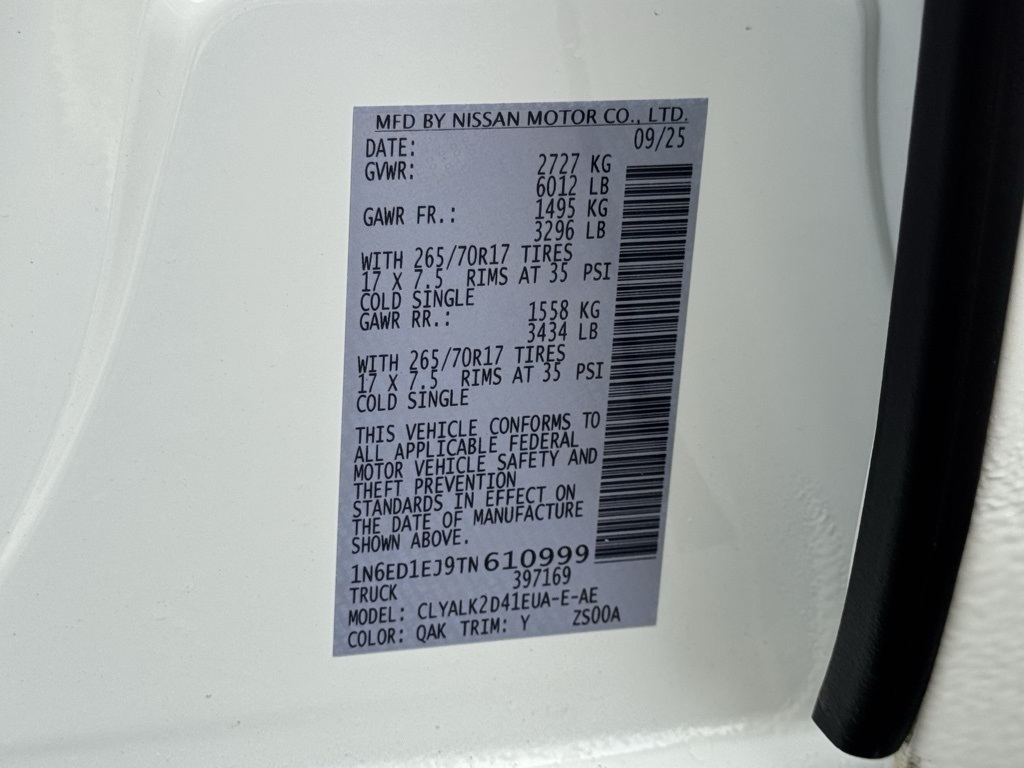 MFD BY NISSAN MOTOR CO., LTD.
DATE: 09/25
GVWR: 2727 KG
6012 LB
GAWR FR.: 1495 KG
3296 LB
WITH 265/70R17 TIRES
17 X 7.5 RIMS AT 35 PSI
COLD SINGLE
GAWR RR.: 1558 KG
3434 LB
WITH 265/70R17 TIRES
17 X 7.5 RIMS AT 35 PSI
COLD SINGLE
THIS VEHICLE CONFORMS TO
ALL APPLICABLE FEDERAL
MOTOR VEHICLE SAFETY AND
THEFT PREVENTION
STANDARDS IN EFFECT ON
THE DATE OF MANUFACTURE
SHOWN ABOVE.
1N6ED1EJ9TN610999
TRUCK 397169
MODEL: CLYALK2D41EUA-E-AE
COLOR: QAK TRIM: Y ZS00A